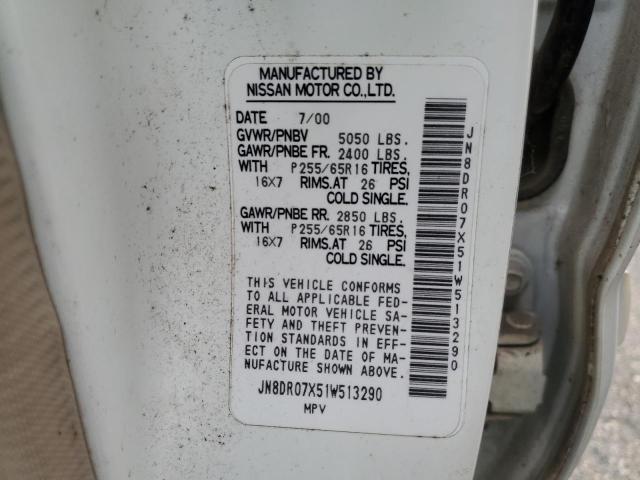 MANUFACTURED BY
NISSAN MOTOR CO.,LTD.
DATE 7/00
GVWR/PNBV 5050 LBS.
GAWR/PNBE FR. 2400 LBS.
WITH P255/65R16 TIRES,
16X7 RIMS.AT 26 PSI
COLD SINGLE.
GAWR/PNBE RR. 2850 LBS.
WITH P255/65R16 TIRES,
16X7 RIMS.AT 26 PSI
COLD SINGLE.
THIS VEHICLE CONFORMS
TO ALL APPLICABLE FED-
ERAL MOTOR VEHICLE SA-
FETY AND THEFT PREVEN-
TION STANDARDS IN EFF-
ECT ON THE DATE OF MA-
NUFACTURE SHOWN ABOVE.
JN8DR07X51W513290
MPV
JN8DR07X51W513290